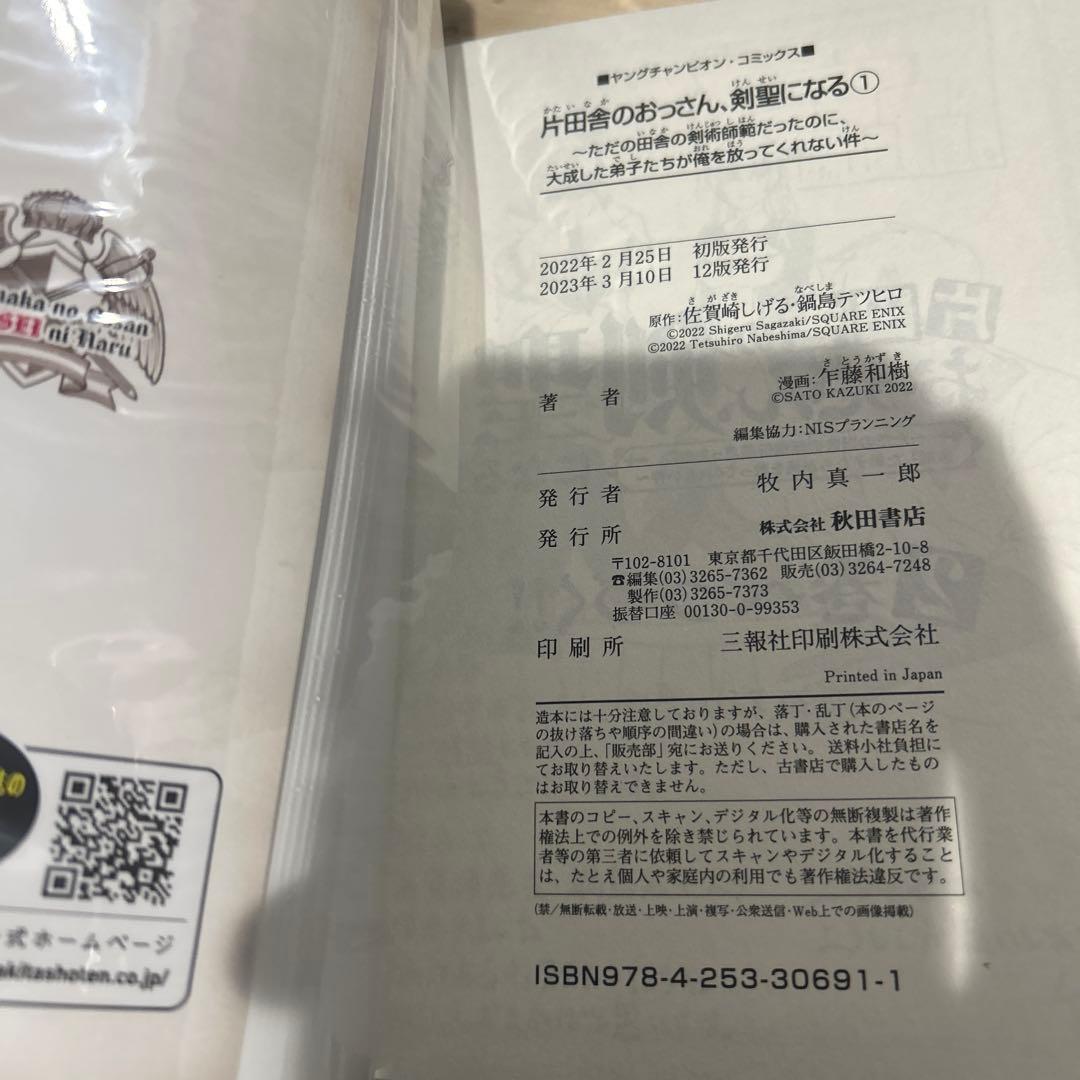 naka no
san
SEI ni Naru
式ホームページ
akitashoten.co.jp/
■ヤングチャンピオン・コミックス■
片田舎のおっさん、剣聖になる①
～ただの田舎の剣術師範だったのに、
大成した弟子たちが俺を放ってくれない件～
2022年2月25日 初版発行
2023年3月10日 12版発行
原作：佐賀崎しげる・鍋島テツヒロ
©2022 Shigeru Sagazaki/SQUARE ENIX
©2022 Tetsuhiro Nabeshima/SQUARE ENIX
著者 漫画：乍藤和樹
©SATO KAZUKI 2022
編集協力：NISプランニング
発行者 牧内真一郎
発行所 株式会社 秋田書店
〒102-8101 東京都千代田区飯田橋2-10-8
☎編集(03)3265-7362 販売(03)3264-7248
製作(03)3265-7373
振替口座 00130-0-99353
印刷所 三報社印刷株式会社
Printed in Japan
造本には十分注意しておりますが、落丁・乱丁（本のページ
の抜け落ちや順序の間違い）の場合は、購入された書店名を
記入の上、「販売部」宛にお送りください。送料小社負担に
てお取り替えいたします。ただし、古書店で購入したもの
はお取り替えできません。
本書のコピー、スキャン、デジタル化等の無断複製は著作
権法上での例外を除き禁じられています。本書を代行業
者等の第三者に依頼してスキャンやデジタル化すること
は、たとえ個人や家庭内の利用でも著作権法違反です。
(禁／無断転載・放送・上映・上演・複写・公衆送信・Web上での画像掲載)
ISBN978-4-253-30691-1